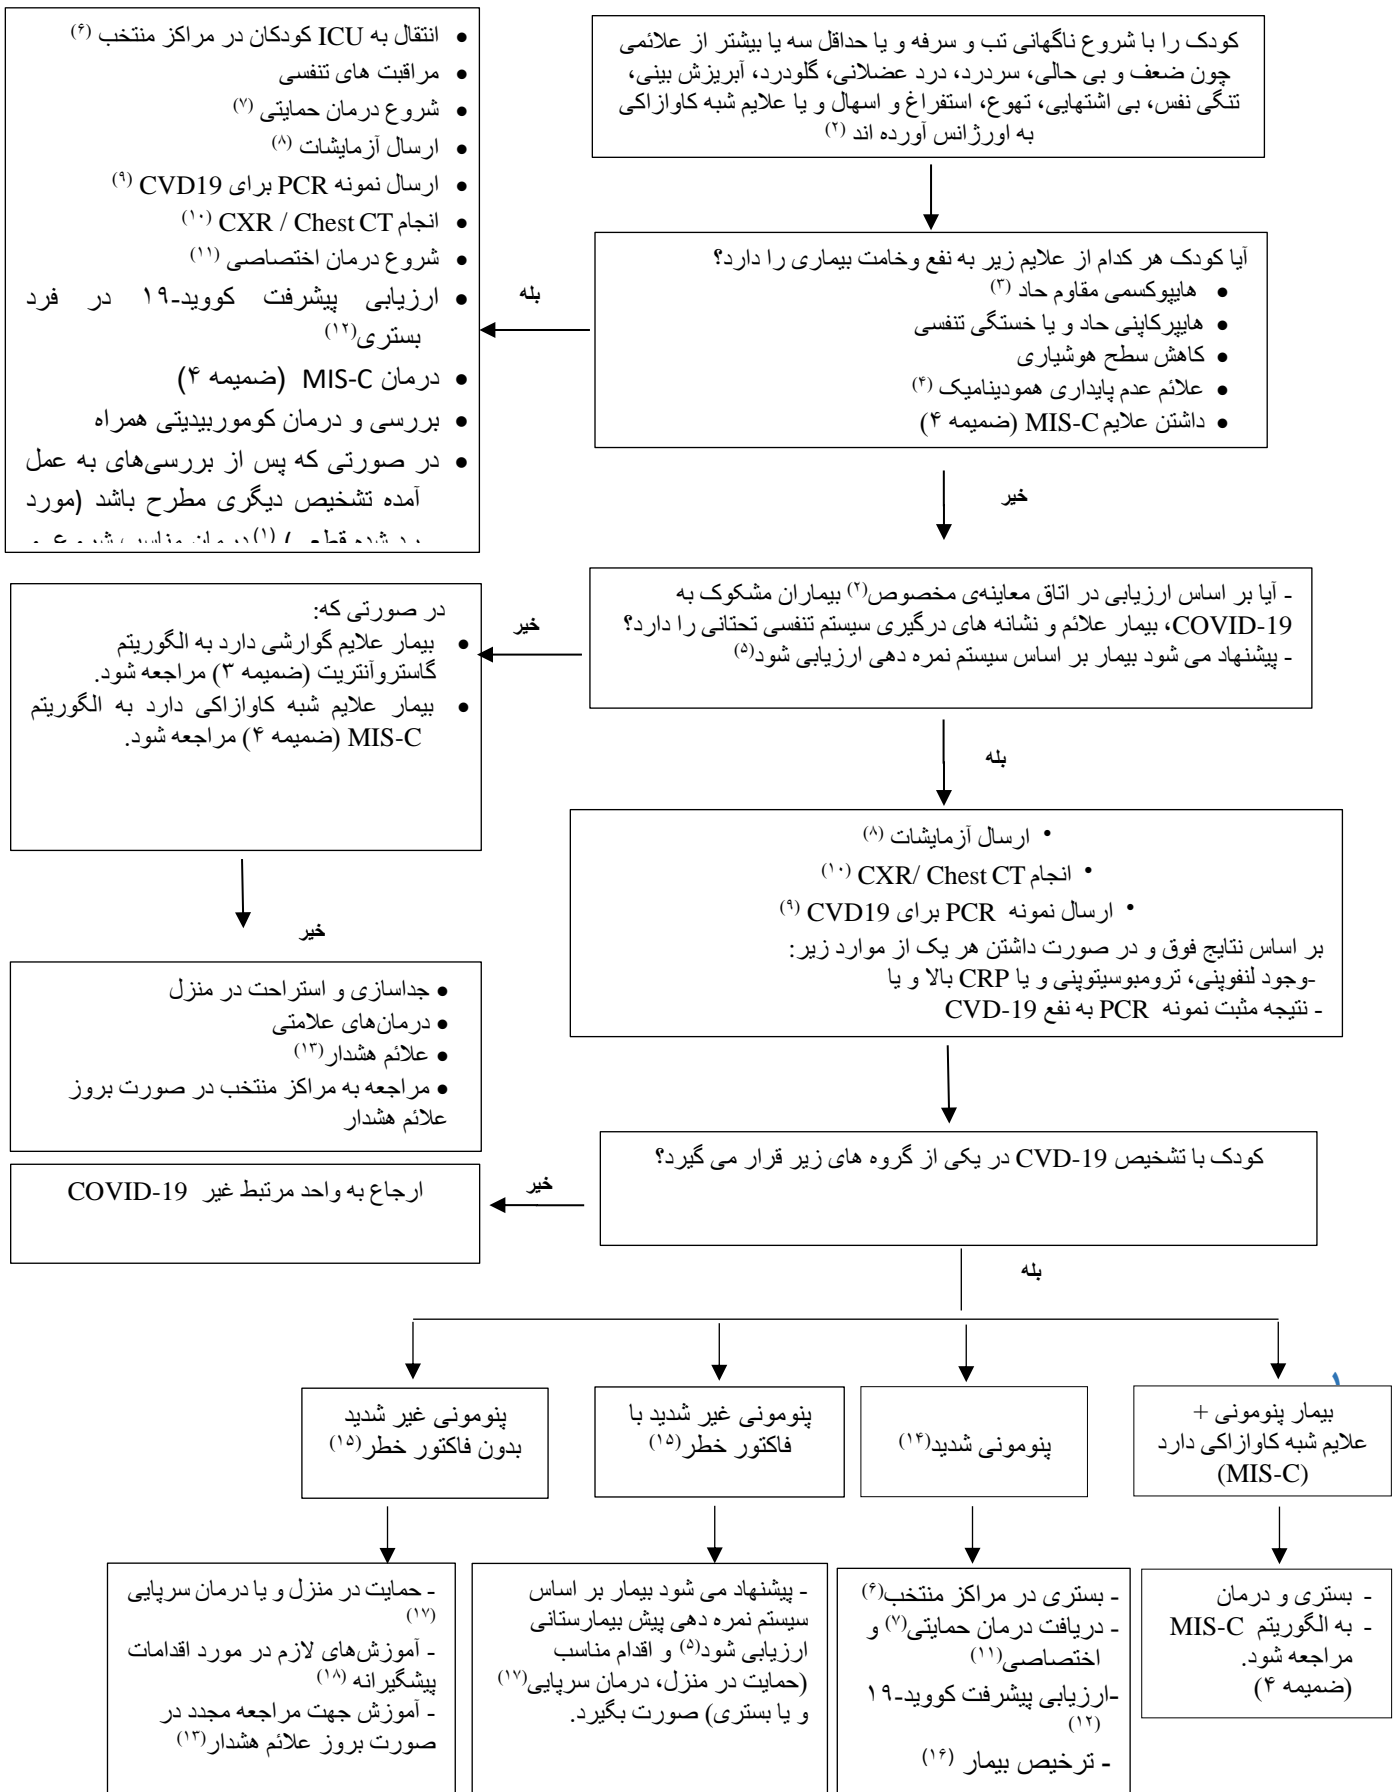 کودک را با شروع ناگهانی تب و سرفه و یا حداقل سه یا بیشتر از علائمی
چون ضعف و بی حالی، سردرد، درد عضلانی، گلودرد، آبریزش بینی،
تنگی نفس، بی اشتهایی، تهوع، استفراغ و اسهال و یا علایم شبه کاوازاکی
به اورژانس آورده اند (۲)
آیا کودک هر کدام از علایم زیر به نفع وخامت بیماری را دارد؟
• هایپوکسمی مقاوم حاد (۳)
• هایپرکاپنی حاد و یا خستگی تنفسی
• کاهش سطح هوشیاری
• علائم عدم پایداری همودینامیک (۴)
• داشتن علایم MIS-C (ضمیمه ۴)
بله
• انتقال به ICU کودکان در مراکز منتخب (۶)
• مراقبت های تنفسی
• شروع درمان حمایتی (۷)
• ارسال آزمایشات (۸)
• ارسال نمونه PCR برای CVD19 (۹)
• انجام CXR / Chest CT (۱۰)
• شروع درمان اختصاصی (۱۱)
• ارزیابی پیشرفت کووید-۱۹ در فرد
بستری(۱۲)
• درمان MIS-C (ضمیمه ۴)
• بررسی و درمان کوموربیدیتی همراه
• در صورتی که پس از بررسی‌های به عمل
آمده تشخیص دیگری مطرح باشد (مورد
رد شده قطعی) (۱) درمان مناسب شروع و
خیر
- آیا بر اساس ارزیابی در اتاق معاینه‌ی مخصوص(۲) بیماران مشکوک به
COVID-19، بیمار علائم و نشانه های درگیری سیستم تنفسی تحتانی را دارد؟
- پیشنهاد می شود بیمار بر اساس سیستم نمره دهی ارزیابی شود(۵)
خیر
در صورتی که:
• بیمار علایم گوارشی دارد به الگوریتم
گاستروآنتریت (ضمیمه ۳) مراجعه شود.
• بیمار علایم شبه کاوازاکی دارد به الگوریتم
MIS-C (ضمیمه ۴) مراجعه شود.
خیر
• جداسازی و استراحت در منزل
• درمان‌های علامتی
• علائم هشدار(۱۳)
• مراجعه به مراکز منتخب در صورت بروز
علائم هشدار
بله
• ارسال آزمایشات (۸)
• انجام CXR/ Chest CT (۱۰)
• ارسال نمونه PCR برای CVD19 (۹)
بر اساس نتایج فوق و در صورت داشتن هر یک از موارد زیر:
-وجود لنفوپنی، ترومبوسیتوپنی و یا CRP بالا و یا
- نتیجه مثبت نمونه PCR به نفع CVD-19
کودک با تشخیص CVD-19 در یکی از گروه های زیر قرار می گیرد؟
خیر
ارجاع به واحد مرتبط غیر COVID-19
بله
بیمار پنومونی +
علایم شبه کاوازاکی دارد
(MIS-C)
پنومونی شدید(۱۴)
پنومونی غیر شدید با
فاکتور خطر(۱۵)
پنومونی غیر شدید
بدون فاکتور خطر(۱۵)
- بستری و درمان
- به الگوریتم MIS-C
مراجعه شود.
(ضمیمه ۴)
- بستری در مراکز منتخب(۶)
- دریافت درمان حمایتی(۷) و
اختصاصی(۱۱)
-ارزیابی پیشرفت کووید-۱۹
(۱۲)
- ترخیص بیمار (۱۶)
- پیشنهاد می شود بیمار بر اساس
سیستم نمره دهی پیش بیمارستانی
ارزیابی شود(۵) و اقدام مناسب
(حمایت در منزل، درمان سرپایی(۱۷)
و یا بستری) صورت بگیرد.
- حمایت در منزل و یا درمان سرپایی
(۱۷)
- آموزش‌های لازم در مورد اقدامات
پیشگیرانه (۱۸)
- آموزش جهت مراجعه مجدد در
صورت بروز علائم هشدار(۱۳)